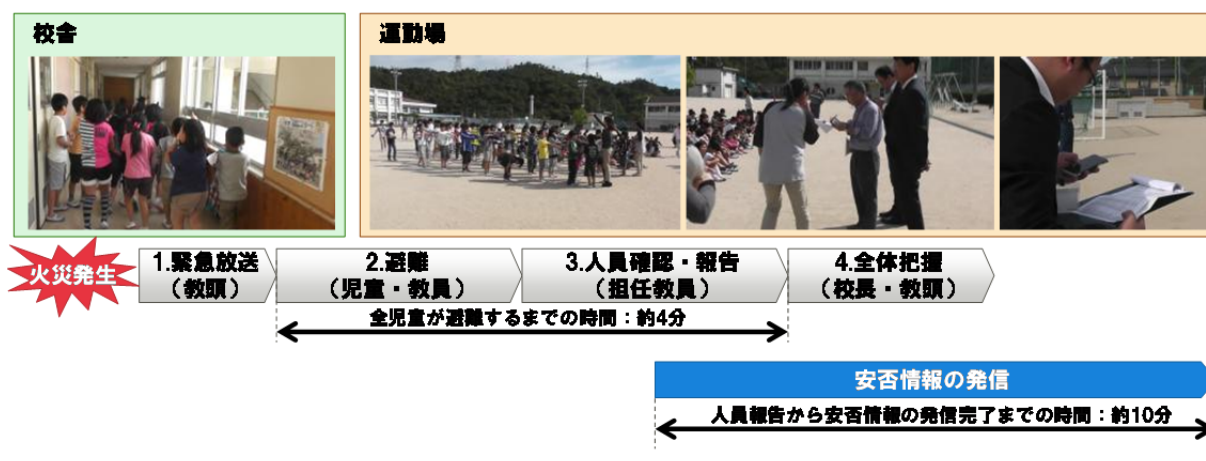 校舎
運動場
火災発生
1.緊急放送
（教頭）
2.避難
（児童・教員）
3.人員確認・報告
（担任教員）
4.全体把握
（校長・教頭）
全児童が避難するまでの時間：約4分
安否情報の発信
人員報告から安否情報の発信完了までの時間：約10分